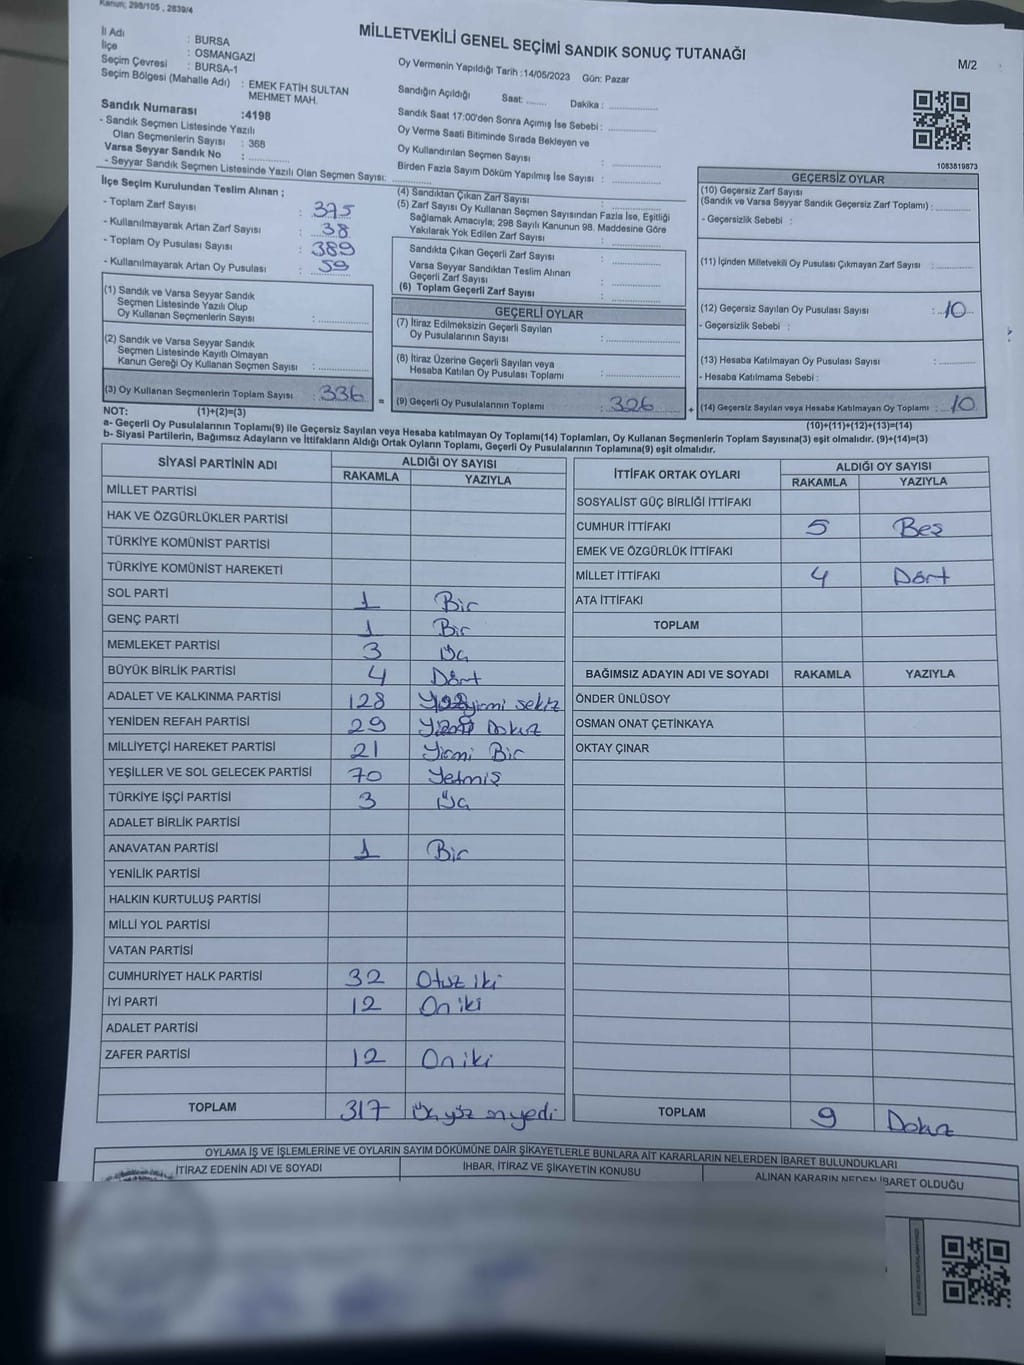 Kanun; 298/105 , 2839/4
MİLLETVEKİLİ GENEL SEÇİMİ SANDIK SONUÇ TUTANAĞI
M/2
İl Adı : BURSA
İlçe : OSMANGAZİ
Seçim Çevresi : BURSA-1
Seçim Bölgesi (Mahalle Adı) : EMEK FATİH SULTAN
MEHMET MAH.
Sandık Numarası :4198
- Sandık Seçmen Listesinde Yazılı
Olan Seçmenlerin Sayısı : 368
Varsa Seyyar Sandık No :
- Seyyar Sandık Seçmen Listesinde Yazılı Olan Seçmen Sayısı:
Oy Vermenin Yapıldığı Tarih :14/05/2023 Gün: Pazar
Sandığın Açıldığı Saat: Dakika :
Sandık Saat 17:00'den Sonra Açımış İse Sebebi :
Oy Verme Saati Bitiminde Sırada Bekleyen ve
Oy Kullandırılan Seçmen Sayısı :
Birden Fazla Sayım Döküm Yapılmış İse Sayısı :
1083819873
İlçe Seçim Kurulundan Teslim Alınan ;
- Toplam Zarf Sayısı : 375
- Kullanılmayarak Artan Zarf Sayısı : 38
- Toplam Oy Pusulası Sayısı : 389
- Kullanılmayarak Artan Oy Pusulası : 59
(1) Sandık ve Varsa Seyyar Sandık
Seçmen Listesinde Yazılı Olup
Oy Kullanan Seçmenlerin Sayısı :
(2) Sandık ve Varsa Seyyar Sandık
Seçmen Listesinde Kayıtlı Olmayan
Kanun Gereği Oy Kullanan Seçmen Sayısı :
(3) Oy Kullanan Seçmenlerin Toplam Sayısı : 336
=
(4) Sandıktan Çıkan Zarf Sayısı :
(5) Zarf Sayısı Oy Kullanan Seçmen Sayısından Fazla İse, Eşitliği
Sağlamak Amacıyla; 298 Sayılı Kanunun 98. Maddesine Göre
Yakılarak Yok Edilen Zarf Sayısı :
Sandıkta Çıkan Geçerli Zarf Sayısı :
Varsa Seyyar Sandıktan Teslim Alınan
Geçerli Zarf Sayısı :
(6) Toplam Geçerli Zarf Sayısı :
GEÇERLİ OYLAR
(7) İtiraz Edilmeksizin Geçerli Sayılan
Oy Pusulalarının Sayısı :
(8) İtiraz Üzerine Geçerli Sayılan veya
Hesaba Katılan Oy Pusulası Toplamı :
(9) Geçerli Oy Pusulalarının Toplamı : 326
+
GEÇERSİZ OYLAR
(10) Geçersiz Zarf Sayısı
(Sandık ve Varsa Seyyar Sandık Geçersiz Zarf Toplamı) :
- Geçersizlik Sebebi :
(11) İçinden Milletvekili Oy Pusulası Çıkmayan Zarf Sayısı :
(12) Geçersiz Sayılan Oy Pusulası Sayısı : 10
- Geçersizlik Sebebi :
(13) Hesaba Katılmayan Oy Pusulası Sayısı :
- Hesaba Katılmama Sebebi :
(14) Geçersiz Sayılan veya Hesaba Katılmayan Oy Toplamı : 10
NOT: (1)+(2)=(3) (10)+(11)+(12)+(13)=(14)
a- Geçerli Oy Pusulalarının Toplamı(9) ile Geçersiz Sayılan veya Hesaba katılmayan Oy Toplamı(14) Toplamları, Oy Kullanan Seçmenlerin Toplam Sayısına(3) eşit olmalıdır. (9)+(14)=(3)
b- Siyasi Partilerin, Bağımsız Adayların ve İttifakların Aldığı Ortak Oyların Toplamı, Geçerli Oy Pusulalarının Toplamına(9) eşit olmalıdır.
SİYASİ PARTİNİN ADI ALDIĞI OY SAYISI
RAKAMLA YAZIYLA
MİLLET PARTİSİ
HAK VE ÖZGÜRLÜKLER PARTİSİ
TÜRKİYE KOMÜNİST PARTİSİ
TÜRKİYE KOMÜNİST HAREKETİ
SOL PARTİ 1 Bir
GENÇ PARTİ 1 Bir
MEMLEKET PARTİSİ 3 Üç
BÜYÜK BİRLİK PARTİSİ 4 Dört
ADALET VE KALKINMA PARTİSİ 128 Yüzyirmi sekiz
YENİDEN REFAH PARTİSİ 29 Yirmi Dokuz
MİLLİYETÇİ HAREKET PARTİSİ 21 Yirmi Bir
YEŞİLLER VE SOL GELECEK PARTİSİ 70 Yetmiş
TÜRKİYE İŞÇİ PARTİSİ 3 Üç
ADALET BİRLİK PARTİSİ
ANAVATAN PARTİSİ 1 Bir
YENİLİK PARTİSİ
HALKIN KURTULUŞ PARTİSİ
MİLLİ YOL PARTİSİ
VATAN PARTİSİ
CUMHURİYET HALK PARTİSİ 32 Otuz iki
İYİ PARTİ 12 On iki
ADALET PARTİSİ
ZAFER PARTİSİ 12 On iki
TOPLAM 317 Üç yüz onyedi
İTTİFAK ORTAK OYLARI ALDIĞI OY SAYISI
RAKAMLA YAZIYLA
SOSYALİST GÜÇ BİRLİĞİ İTTİFAKI
CUMHUR İTTİFAKI 5 Beş
EMEK VE ÖZGÜRLÜK İTTİFAKI
MİLLET İTTİFAKI 4 Dört
ATA İTTİFAKI
TOPLAM
BAĞIMSIZ ADAYIN ADI VE SOYADI RAKAMLA YAZIYLA
ÖNDER ÜNLÜSOY
OSMAN ONAT ÇETİNKAYA
OKTAY ÇINAR
TOPLAM 9 Dokuz
OYLAMA İŞ VE İŞLEMLERİNE VE OYLARIN SAYIM DÖKÜMÜNE DAİR ŞİKAYETLERLE BUNLARA AİT KARARLARIN NELERDEN İBARET BULUNDUKLARI
İTİRAZ EDENİN ADI VE SOYADI İHBAR, İTİRAZ VE ŞİKAYETİN KONUSU ALINAN KARARIN NEDEN İBARET OLDUĞU